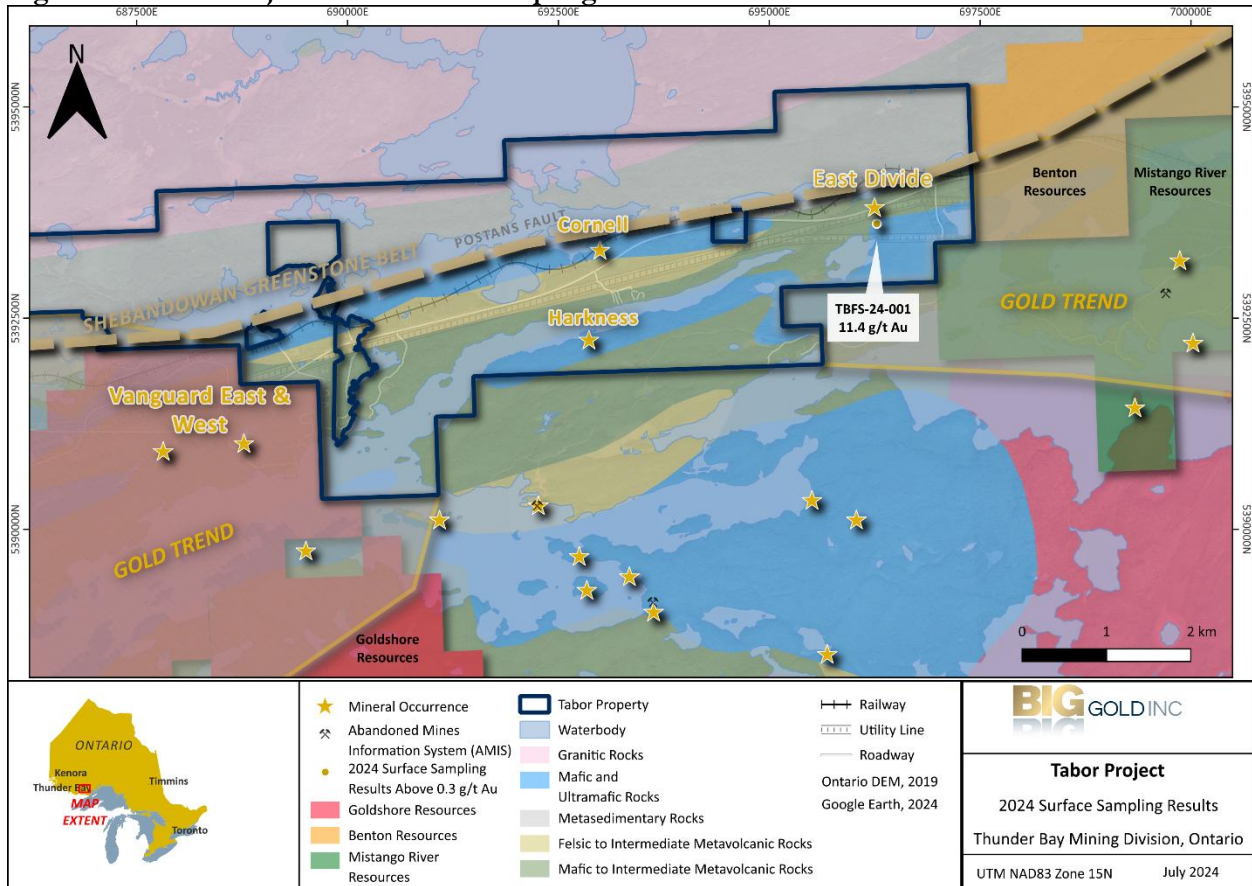 687500E
690000E
692500E
695000E
697500E
700000E
5395000N
5395000N
N
East Divide
Benton
Resources
Mistango River
Resources
Cornell
POSTANS FAULT
SHEBANDOWAN GREENSTONE BELT
TBFS-24-001
11.4 g/t Au
GOLD TREND
5392500N
5392500N
Harkness
Vanguard East &
West
GOLD TREND
5390000N
5390000N
Goldshore
Resources
0 1 2 km
ONTARIO
Kenora
Timmins
Thunder Bay
MAP
EXTENT
Toronto
Mineral Occurrence
Abandoned Mines
Information System (AMIS)
2024 Surface Sampling
Results Above 0.3 g/t Au
Goldshore Resources
Benton Resources
Mistango River
Resources
Tabor Property
Waterbody
Granitic Rocks
Mafic and
Ultramafic Rocks
Metasedimentary Rocks
Felsic to Intermediate Metavolcanic Rocks
Mafic to Intermediate Metavolcanic Rocks
Railway
Utility Line
Roadway
Ontario DEM, 2019
Google Earth, 2024
BIG GOLD INC
Tabor Project
2024 Surface Sampling Results
Thunder Bay Mining Division, Ontario
UTM NAD83 Zone 15N July 2024